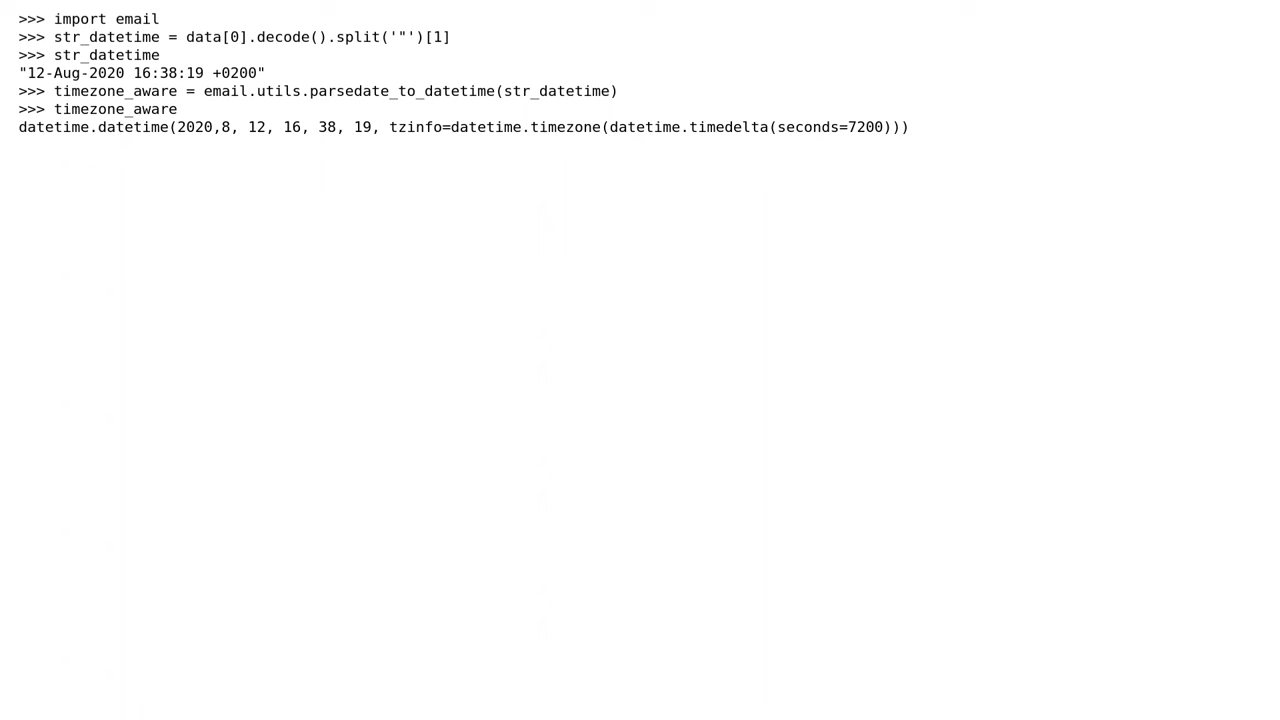 >>> import email
>>> str_datetime = data[0].decode().split('"')[1]
>>> str_datetime
"12-Aug-2020 16:38:19 +0200"
>>> timezone_aware = email.utils.parsedate_to_datetime(str_datetime)
>>> timezone_aware
datetime.datetime(2020,8, 12, 16, 38, 19, tzinfo=datetime.timezone(datetime.timedelta(seconds=7200)))